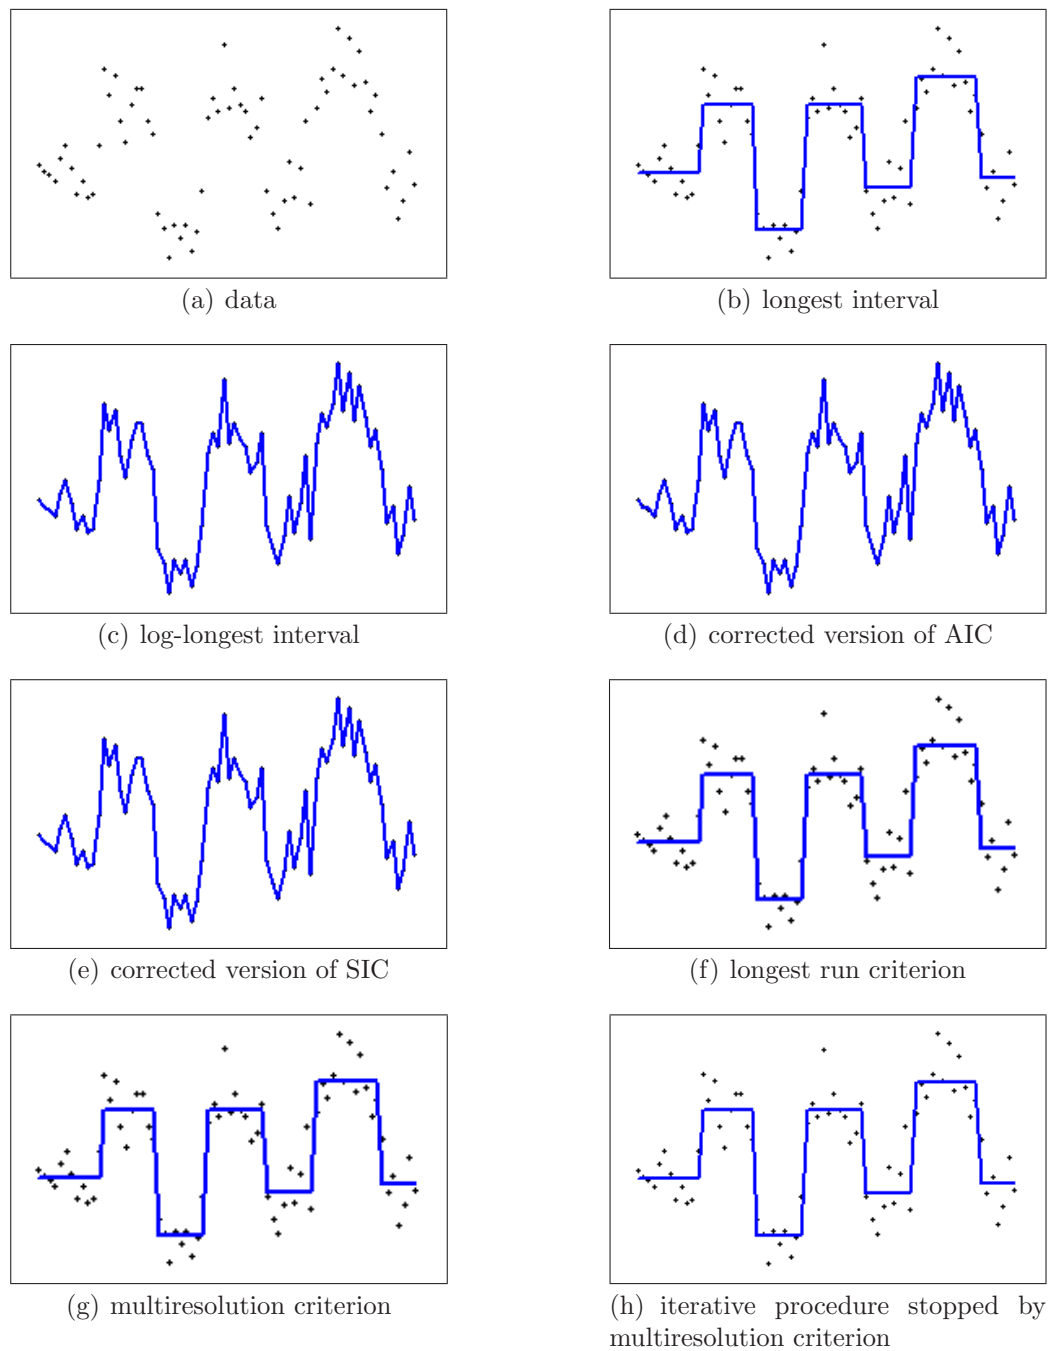 (a) data
(b) longest interval
(c) log-longest interval
(d) corrected version of AIC
(e) corrected version of SIC
(f) longest run criterion
(g) multiresolution criterion
(h) iterative procedure stopped by
multiresolution criterion